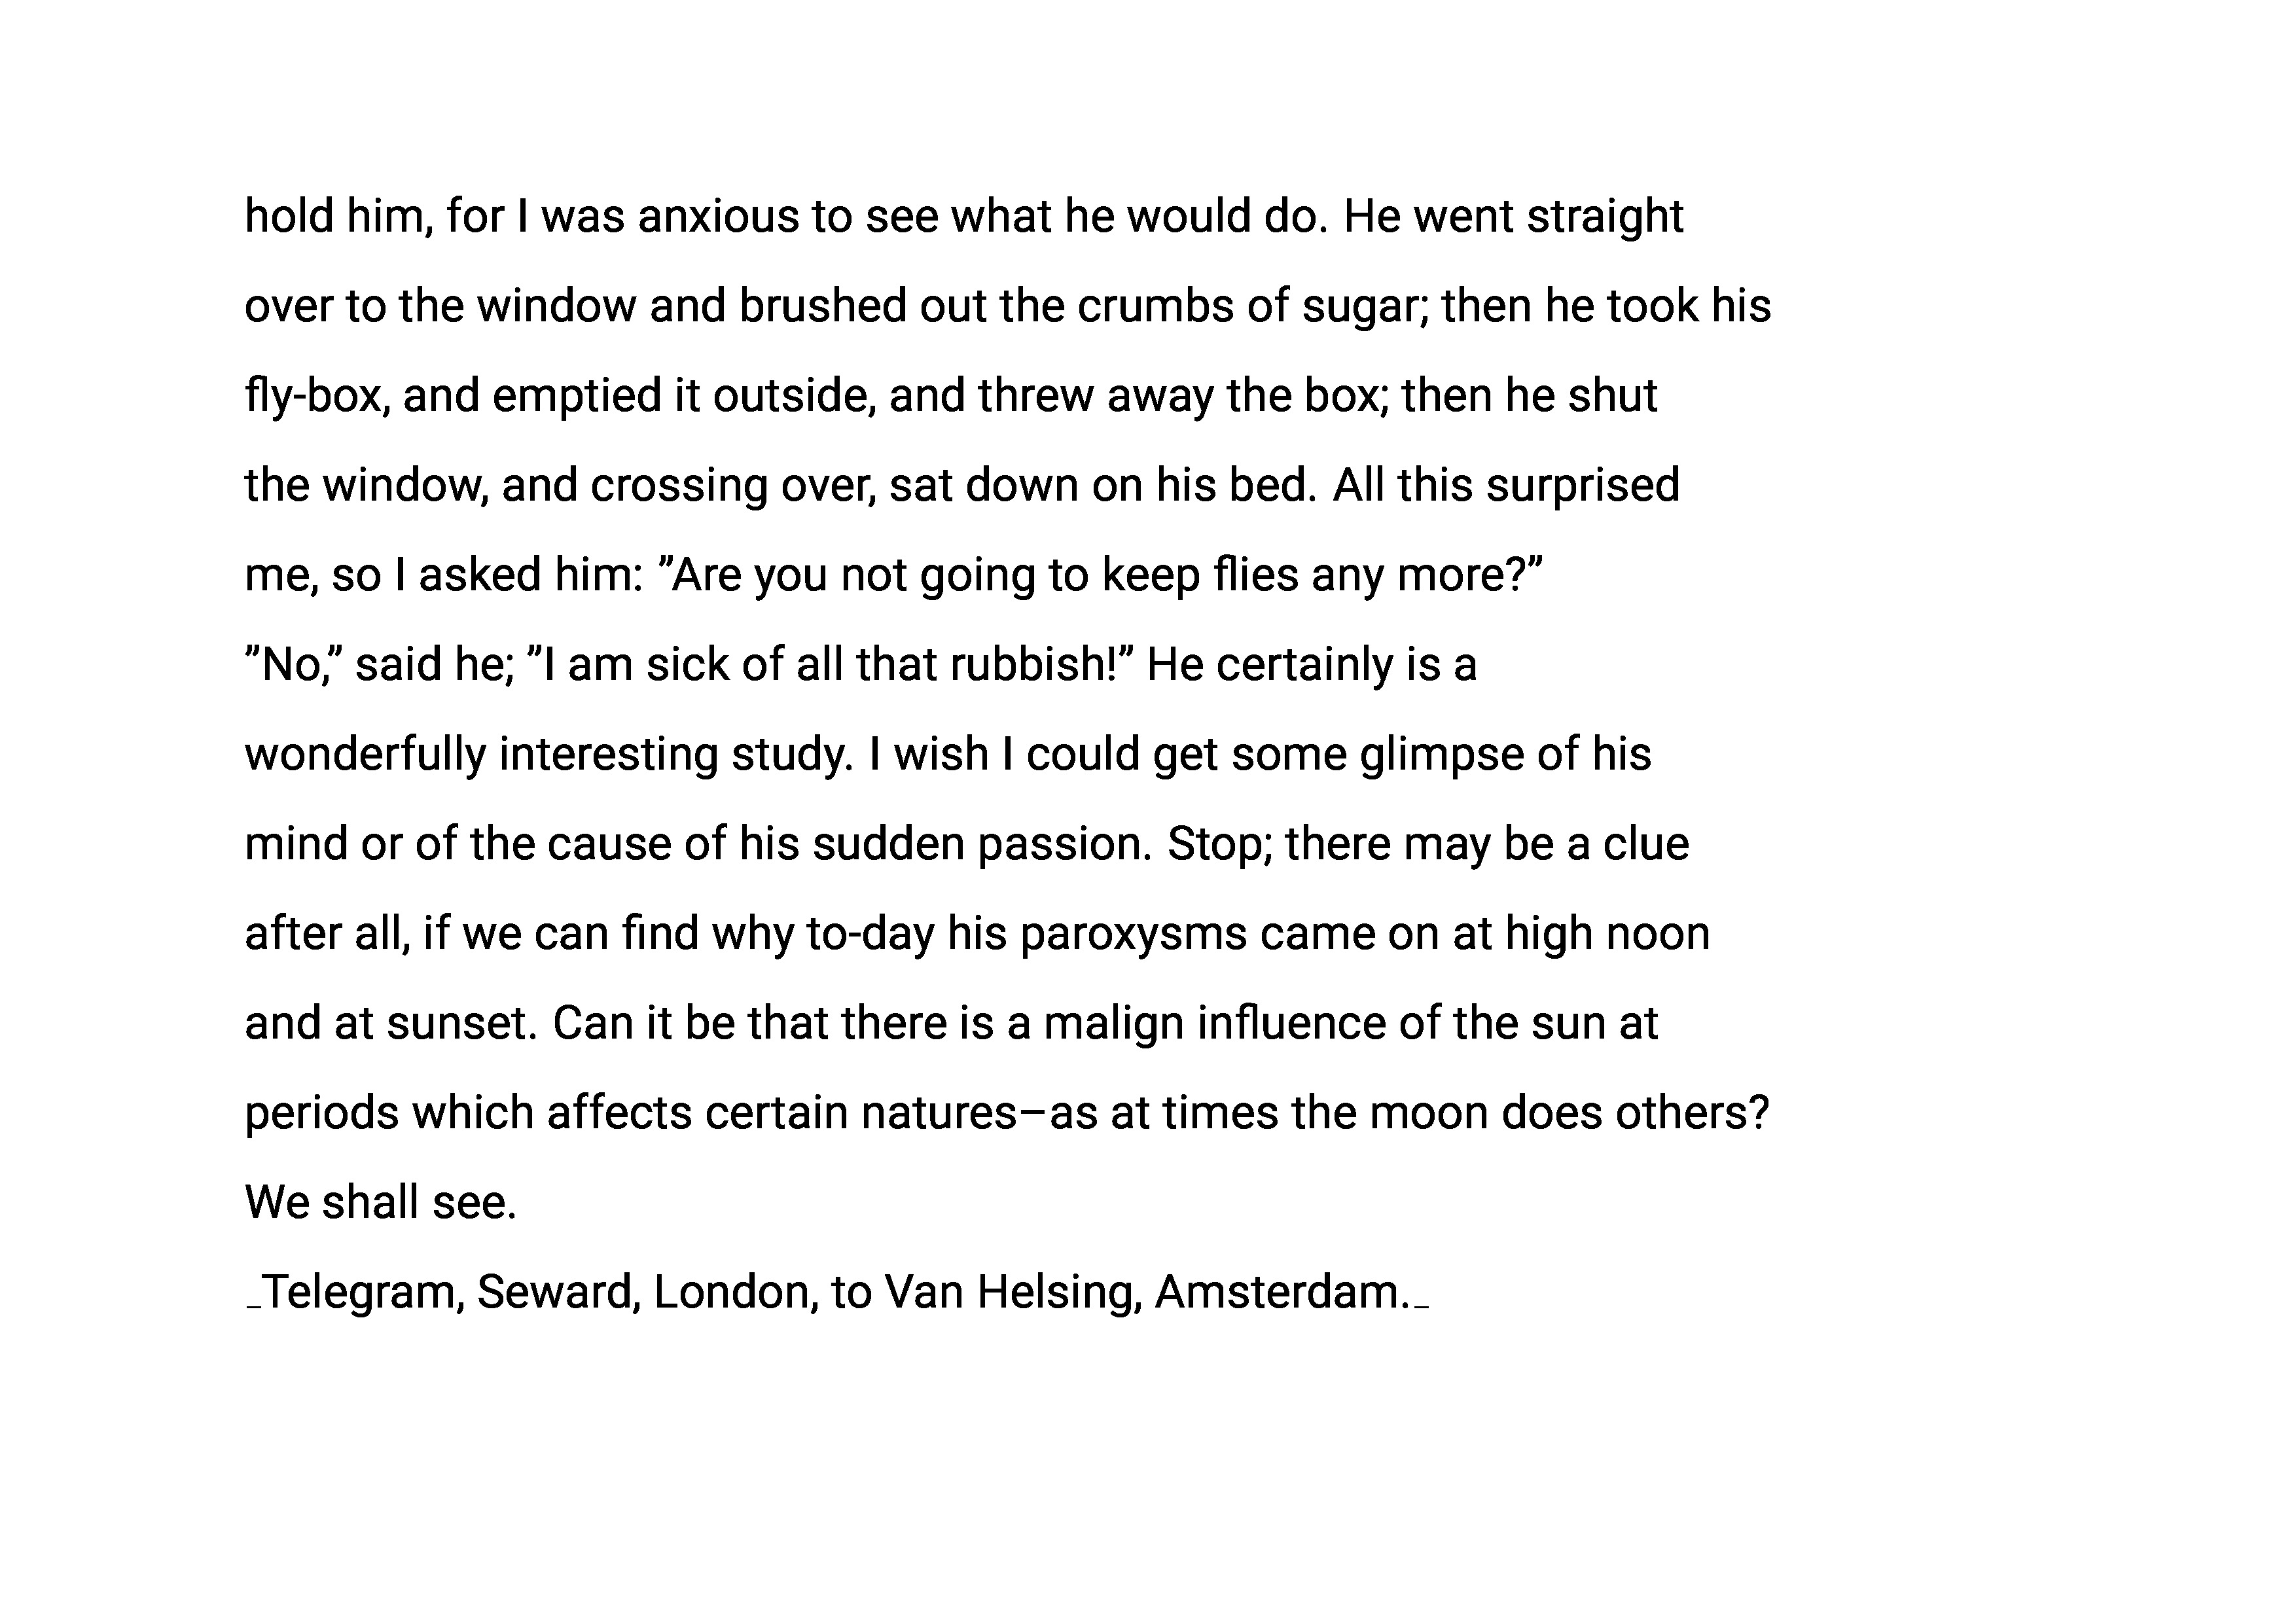 hold him, for I was anxious to see what he would do. He went straight
over to the window and brushed out the crumbs of sugar; then he took his
fly-box, and emptied it outside, and threw away the box; then he shut
the window, and crossing over, sat down on his bed. All this surprised
me, so I asked him: ”Are you not going to keep flies any more?”
”No,” said he; ”I am sick of all that rubbish!” He certainly is a
wonderfully interesting study. I wish I could get some glimpse of his
mind or of the cause of his sudden passion. Stop; there may be a clue
after all, if we can find why to-day his paroxysms came on at high noon
and at sunset. Can it be that there is a malign influence of the sun at
periods which affects certain natures–as at times the moon does others?
We shall see.
_Telegram, Seward, London, to Van Helsing, Amsterdam._